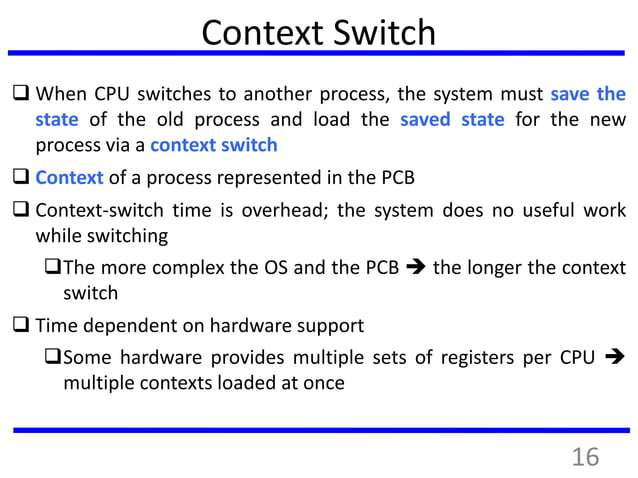 Context Switch
❑ When CPU switches to another process, the system must save the
state of the old process and load the saved state for the new
process via a context switch
❑ Context of a process represented in the PCB
❑ Context-switch time is overhead; the system does no useful work
while switching
❑The more complex the OS and the PCB ➔ the longer the context
switch
❑ Time dependent on hardware support
❑Some hardware provides multiple sets of registers per CPU ➔
multiple contexts loaded at once
16